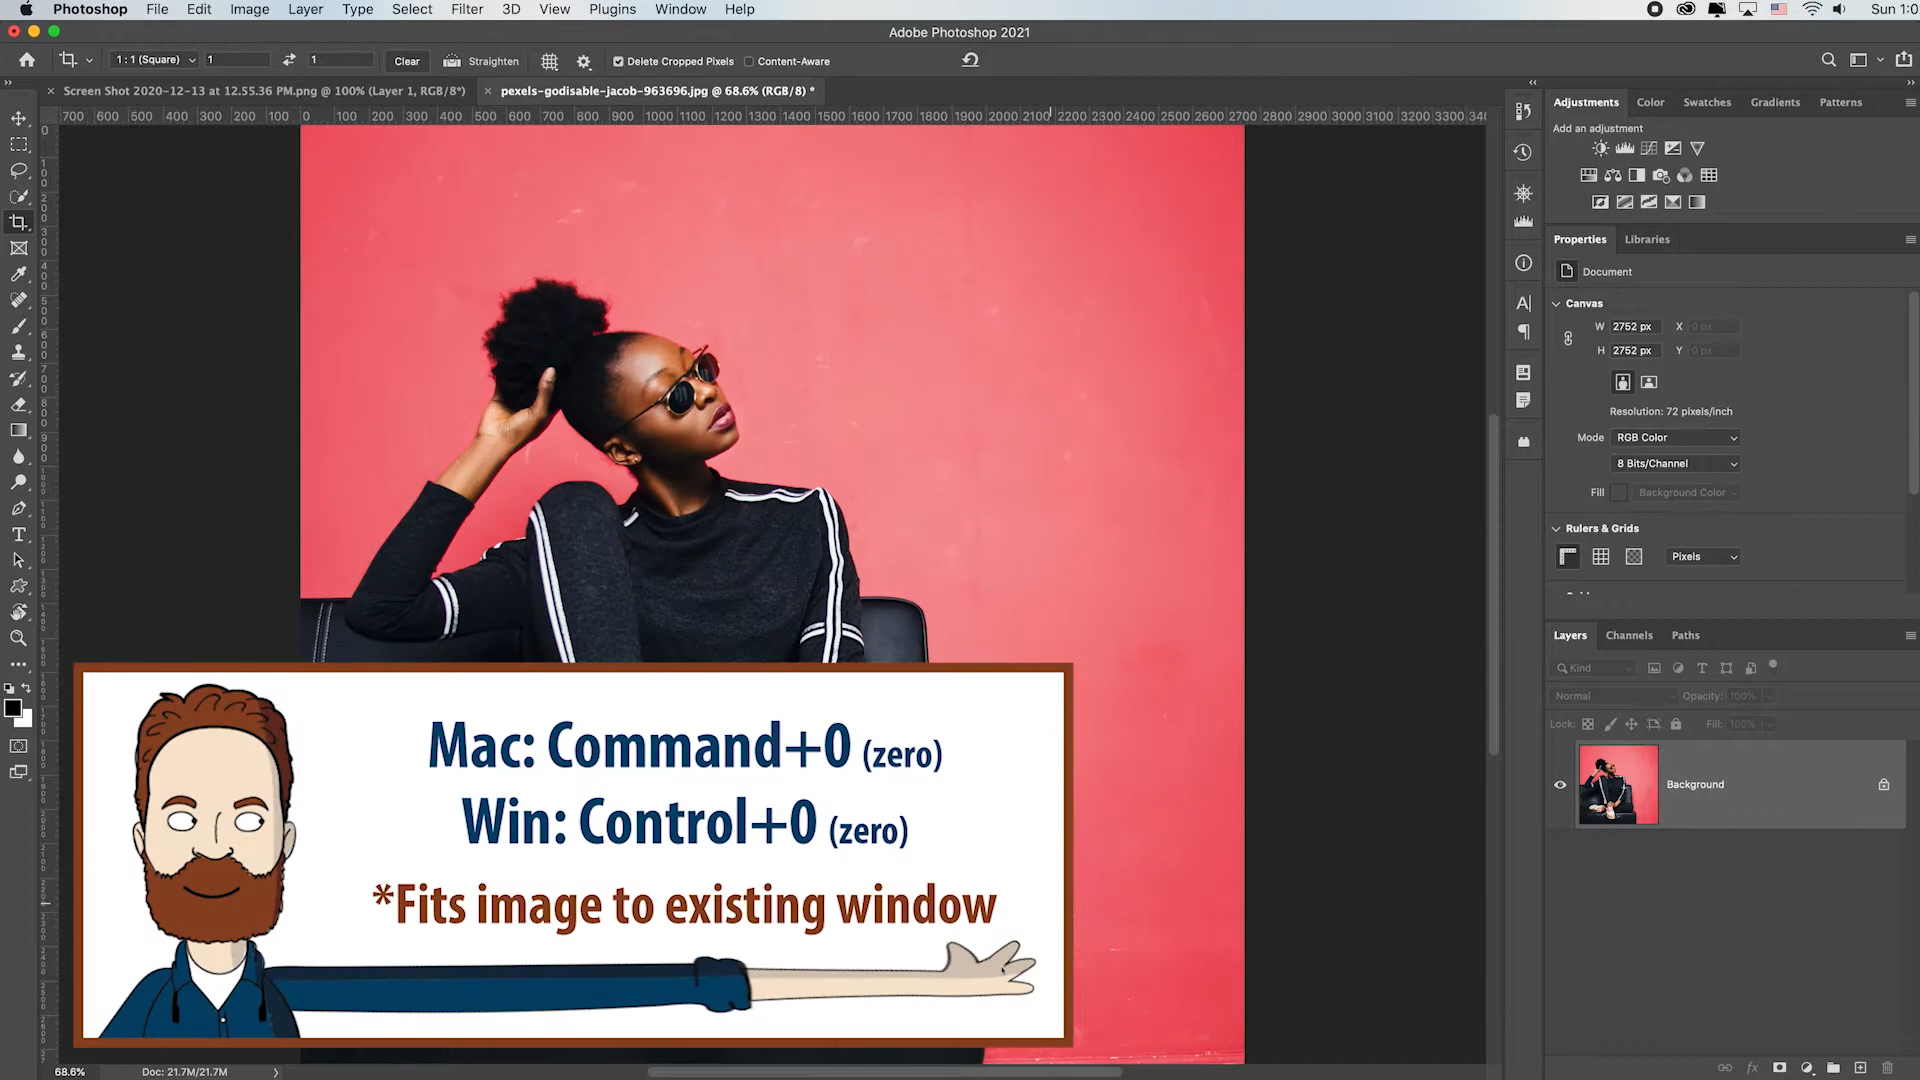 Photoshop File Edit Image Layer Type Select Filter 3D View Plugins Window Help Sun 1:0
Adobe Photoshop 2021
1 : 1 (Square) 1 1 Clear Straighten Delete Cropped Pixels Content-Aware
Screen Shot 2020-12-13 at 12.55.36 PM.png @ 100% (Layer 1, RGB/8*) pexels-godisable-jacob-963696.jpg @ 68.6% (RGB/8) *
700 600 500 400 300 200 100 0 100 200 300 400 500 600 700 800 900 1000 1100 1200 1300 1400 1500 1600 1700 1800 1900 2000 2100 2200 2300 2400 2500 2600 2700 2800 2900 3000 3100 3200 3300 340
Adjustments Color Swatches Gradients Patterns
Add an adjustment
Properties Libraries
Document
Canvas
W 2752 px X 0 px
H 2752 px Y 0 px
Resolution: 72 pixels/inch
Mode RGB Color
8 Bits/Channel
Fill Background Color
Rulers & Grids
Pixels
Layers Channels Paths
Kind
Normal Opacity: 100%
Lock: Fill: 100%
Background
Mac: Command+0 (zero)
Win: Control+0 (zero)
*Fits image to existing window
68.6% Doc: 21.7M/21.7M